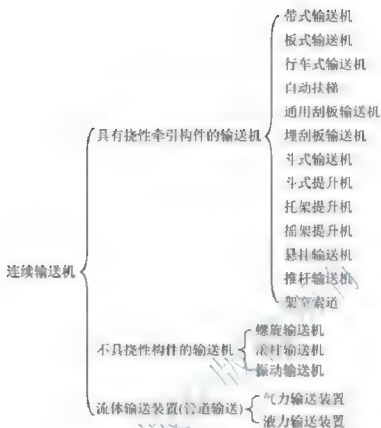 带式输送机
板式输送机
行车式输送机
自动扶梯
通用刮板输送机
具有挠性牵引构件的输送机
埋刮板输送机
斗式输送机
斗式提升机
托架提升机
摇架提升机
悬挂输送机
连续输送机
推杆输送机
架空索道
螺旋输送机
不具挠性构件的输送机
滚柱输送机
振动输送机
流体输送装置(管道输送)
气力输送装置
液力输送装置